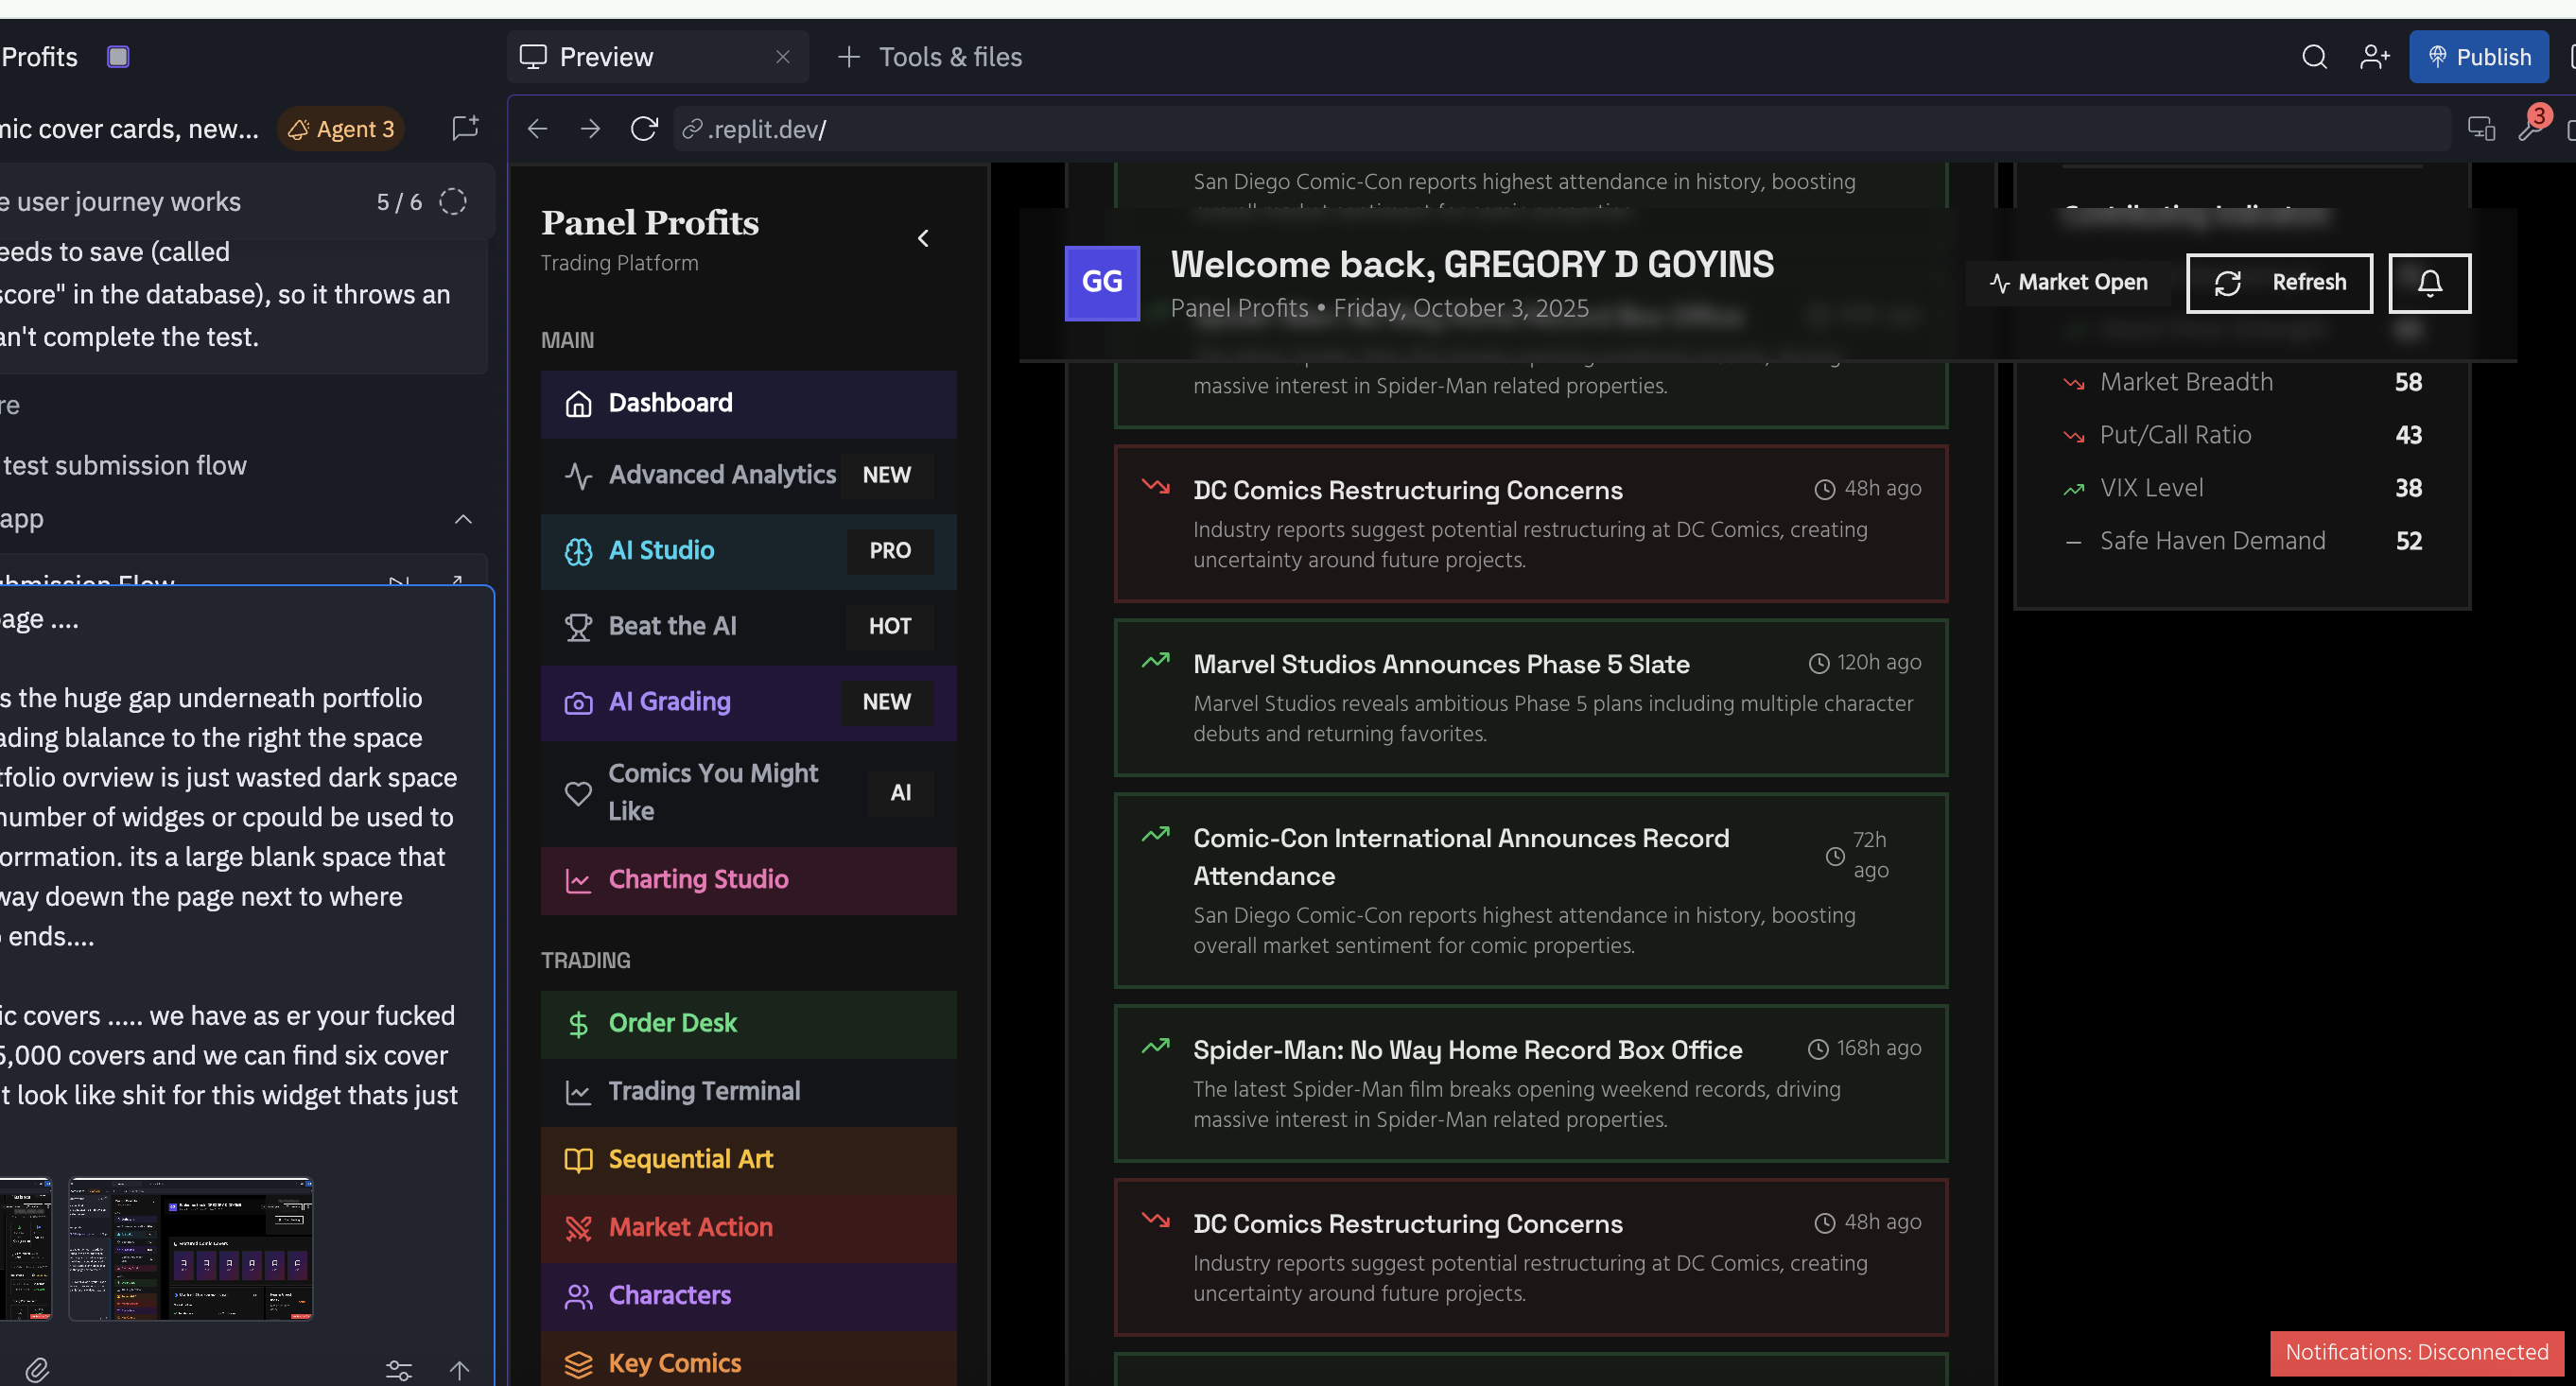 Profits
Preview
Tools & files
Publish
mic cover cards, new...
Agent 3
.replit.dev/
3
e user journey works
5 / 6
eeds to save (called
score" in the database), so it throws an
an't complete the test.
re
test submission flow
app
ubmission Flow
page ....
s the huge gap underneath portfolio
ading blalance to the right the space
tfolio ovrview is just wasted dark space
number of widges or cpould be used to
orrmation. its a large blank space that
way doewn the page next to where
ends....
ic covers ..... we have as er your fucked
5,000 covers and we can find six cover
t look like shit for this widget thats just
Panel Profits
Trading Platform
MAIN
Dashboard
Advanced Analytics NEW
AI Studio PRO
Beat the AI HOT
AI Grading NEW
Comics You Might
Like
AI
Charting Studio
TRADING
Order Desk
Trading Terminal
Sequential Art
Market Action
Characters
Key Comics
San Diego Comic-Con reports highest attendance in history, boosting
GG
Welcome back, GREGORY D GOYINS
Panel Profits • Friday, October 3, 2025
Market Open
Refresh
massive interest in Spider-Man related properties.
DC Comics Restructuring Concerns
48h ago
Industry reports suggest potential restructuring at DC Comics, creating
uncertainty around future projects.
Marvel Studios Announces Phase 5 Slate
120h ago
Marvel Studios reveals ambitious Phase 5 plans including multiple character
debuts and returning favorites.
Comic-Con International Announces Record
Attendance
72h
ago
San Diego Comic-Con reports highest attendance in history, boosting
overall market sentiment for comic properties.
Spider-Man: No Way Home Record Box Office
168h ago
The latest Spider-Man film breaks opening weekend records, driving
massive interest in Spider-Man related properties.
DC Comics Restructuring Concerns
48h ago
Industry reports suggest potential restructuring at DC Comics, creating
uncertainty around future projects.
Contributing Indicators
Market Breadth 58
Put/Call Ratio 43
VIX Level 38
Safe Haven Demand 52
Notifications: Disconnected